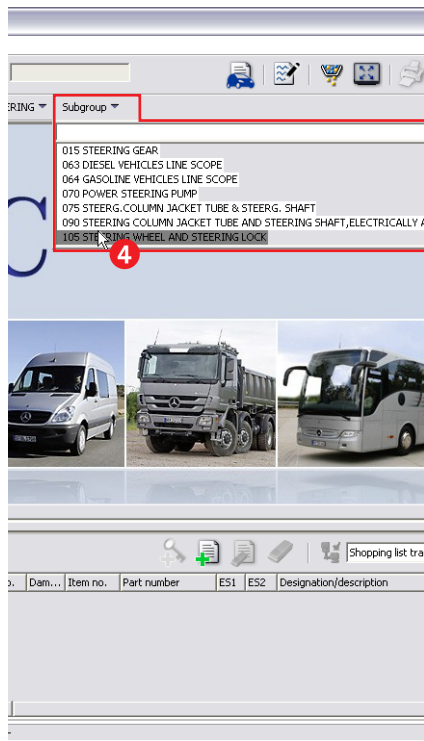 ERING Subgroup
015 STEERING GEAR
063 DIESEL VEHICLES LINE SCOPE
064 GASOLINE VEHICLES LINE SCOPE
070 POWER STEERING PUMP
075 STEERG.COLUMN JACKET TUBE & STEERG. SHAFT
090 STEERING COLUMN JACKET TUBE AND STEERING SHAFT,ELECTRICALLY A
105 STEERING WHEEL AND STEERING LOCK
4
C
Shopping list tra
o. Dam... Item no. Part number ES1 ES2 Designation/description